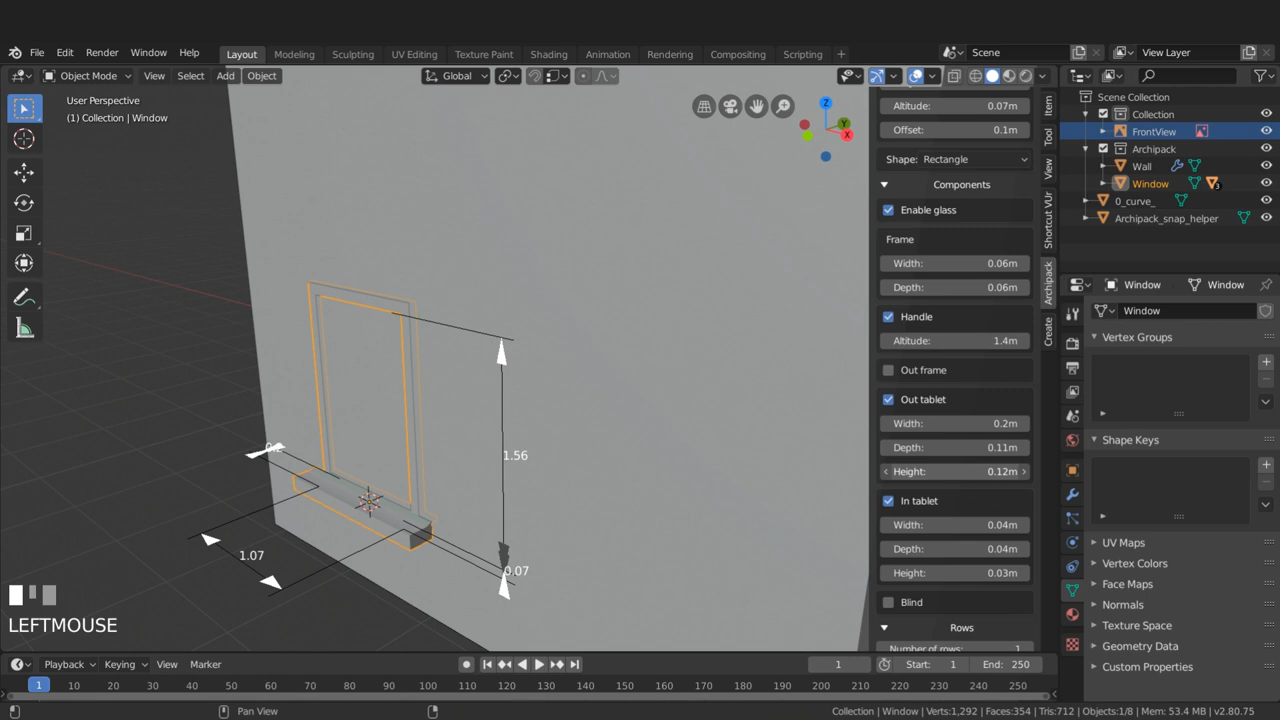 File Edit Render Window Help Layout Modeling Sculpting UV Editing Texture Paint Shading Animation Rendering Compositing Scripting + Scene View Layer
Object Mode View Select Add Object Global
User Perspective
(1) Collection | Window
Z
Y
X
1.56
1.07
0.07
LEFTMOUSE
Altitude: 0.07m
Offset: 0.1m
Shape: Rectangle
Components
Enable glass
Frame
Width: 0.06m
Depth: 0.06m
Handle
Altitude: 1.4m
Out frame
Out tablet
Width: 0.2m
Depth: 0.11m
Height: 0.12m
In tablet
Width: 0.04m
Depth: 0.04m
Height: 0.03m
Blind
Rows
Number of rows: 1
Item
Tool
View
Shortcut VUr
Archipack
Create
Scene Collection
Collection
FrontView
Archipack
Wall
Window
3
0_curve_
Archipack_snap_helper
Window Window
Window
Vertex Groups
Shape Keys
UV Maps
Vertex Colors
Face Maps
Normals
Texture Space
Geometry Data
Custom Properties
Playback Keying View Marker 1 Start: 1 End: 250
1 10 20 30 40 50 60 70 80 90 100 110 120 130 140 150 160 170 180 190 200 210 220 230 240 250
Pan View Collection | Window | Verts:1,292 | Faces:354 | Tris:712 | Objects:1/8 | Mem: 53.4 MB | v2.80.75